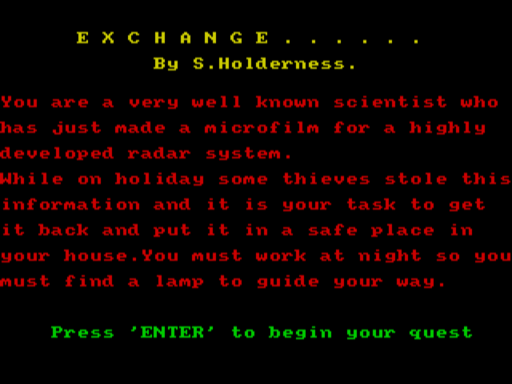 E X C H A N G E . . . . . .
By S.Holderness.
You are a very well known scientist who
has just made a microfilm for a highly
developed radar system.
While on holiday some thieves stole this
information and it is your task to get
it back and put it in a safe place in
your house.You must work at night so you
must find a lamp to guide your way.
Press 'ENTER' to begin your quest